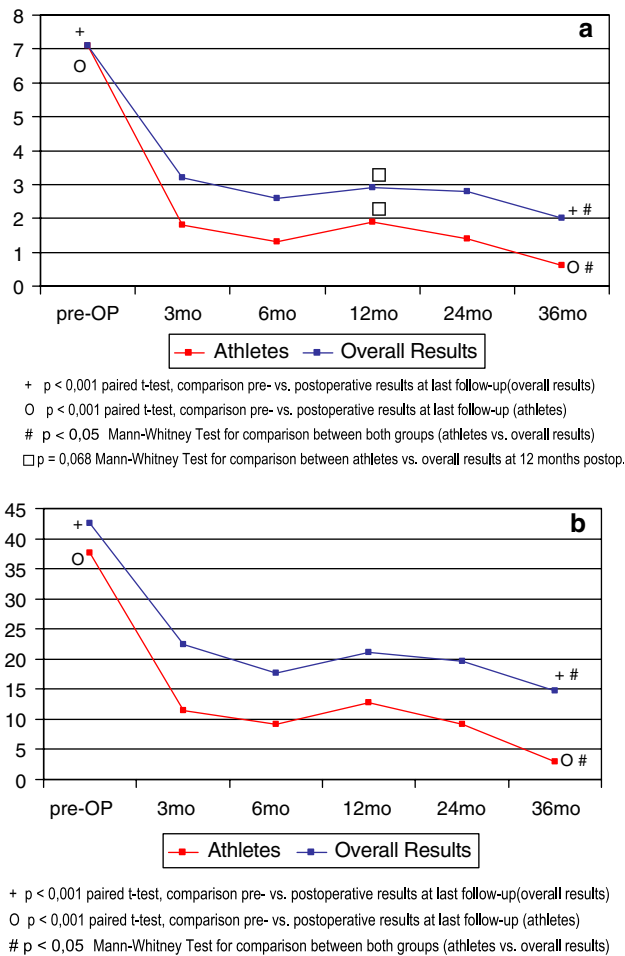 a
8
7
6
5
4
3
2
1
0
+
O
□
□
+ #
O #
pre-OP 3mo 6mo 12mo 24mo 36mo
Athletes Overall Results
+ p < 0,001 paired t-test, comparison pre- vs. postoperative results at last follow-up(overall results)
O p < 0,001 paired t-test, comparison pre- vs. postoperative results at last follow-up (athletes)
# p < 0,05 Mann-Whitney Test for comparison between both groups (athletes vs. overall results)
□ p = 0,068 Mann-Whitney Test for comparison between athletes vs. overall results at 12 months postop.
b
45
40
35
30
25
20
15
10
5
0
+
O
+ #
O #
pre-OP 3mo 6mo 12mo 24mo 36mo
Athletes Overall Results
+ p < 0,001 paired t-test, comparison pre- vs. postoperative results at last follow-up(overall results)
O p < 0,001 paired t-test, comparison pre- vs. postoperative results at last follow-up (athletes)
# p < 0,05 Mann-Whitney Test for comparison between both groups (athletes vs. overall results)